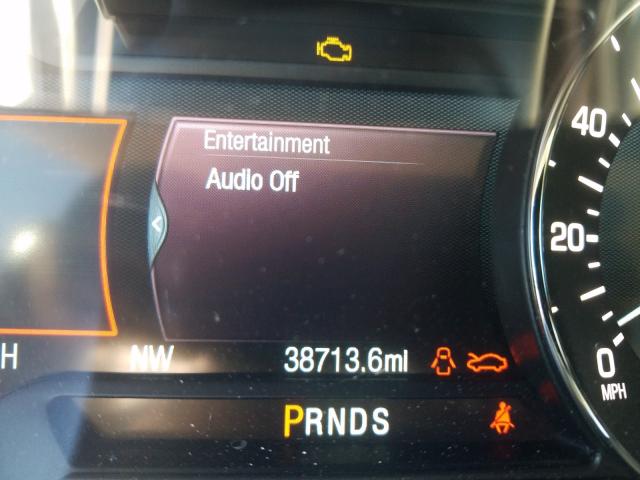 Entertainment
Audio Off
40
20
0
MPH
H
NW
38713.6mi
PRNDS